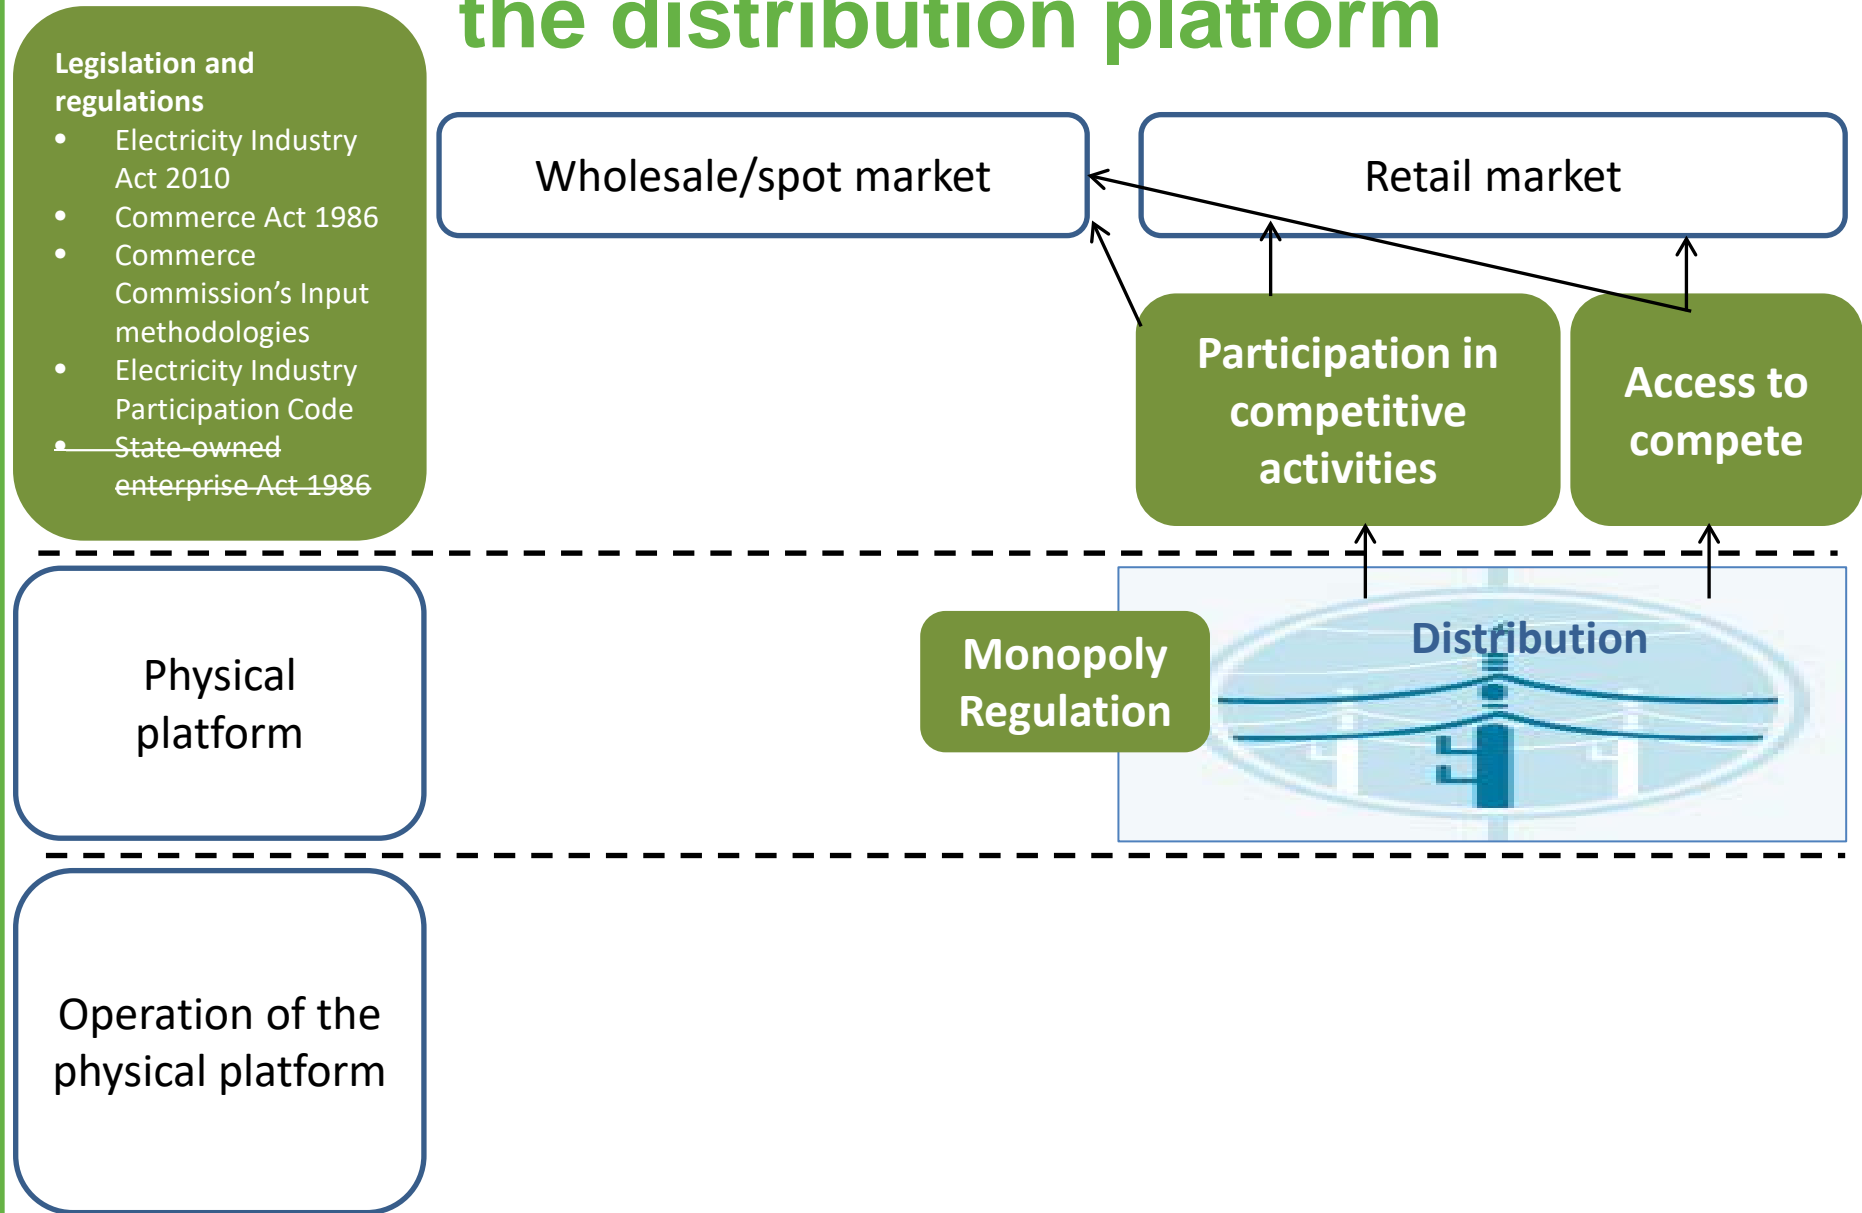 the distribution platform
Legislation and
regulations
• Electricity Industry
Act 2010
• Commerce Act 1986
• Commerce
Commission’s Input
methodologies
• Electricity Industry
Participation Code
• State-owned
enterprise Act 1986
Wholesale/spot market
Retail market
Participation in
competitive
activities
Access to
compete
Physical
platform
Monopoly
Regulation
Distribution
Operation of the
physical platform